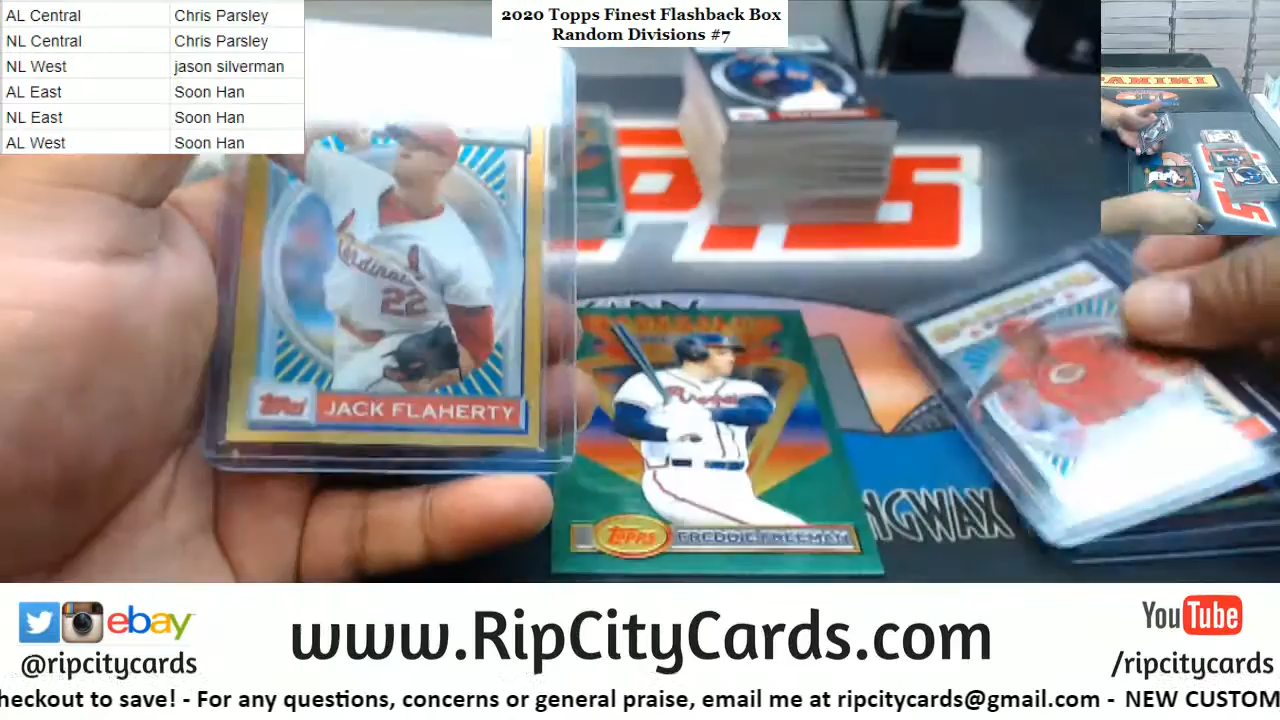 AL Central Chris Parsley
NL Central Chris Parsley
NL West jason silverman
AL East Soon Han
NL East Soon Han
AL West Soon Han
2020 Topps Finest Flashback Box
Random Divisions #7
PANINI
Cardinals
22
Topps
JACK FLAHERTY
Braves
TOPPS
FREDDIE FREEMAN
NGWAX
ebay
@ripcitycards
www.RipCityCards.com
YouTube
/ripcitycards
heckout to save! - For any questions, concerns or general praise, email me at ripcitycards@gmail.com - NEW CUSTOM